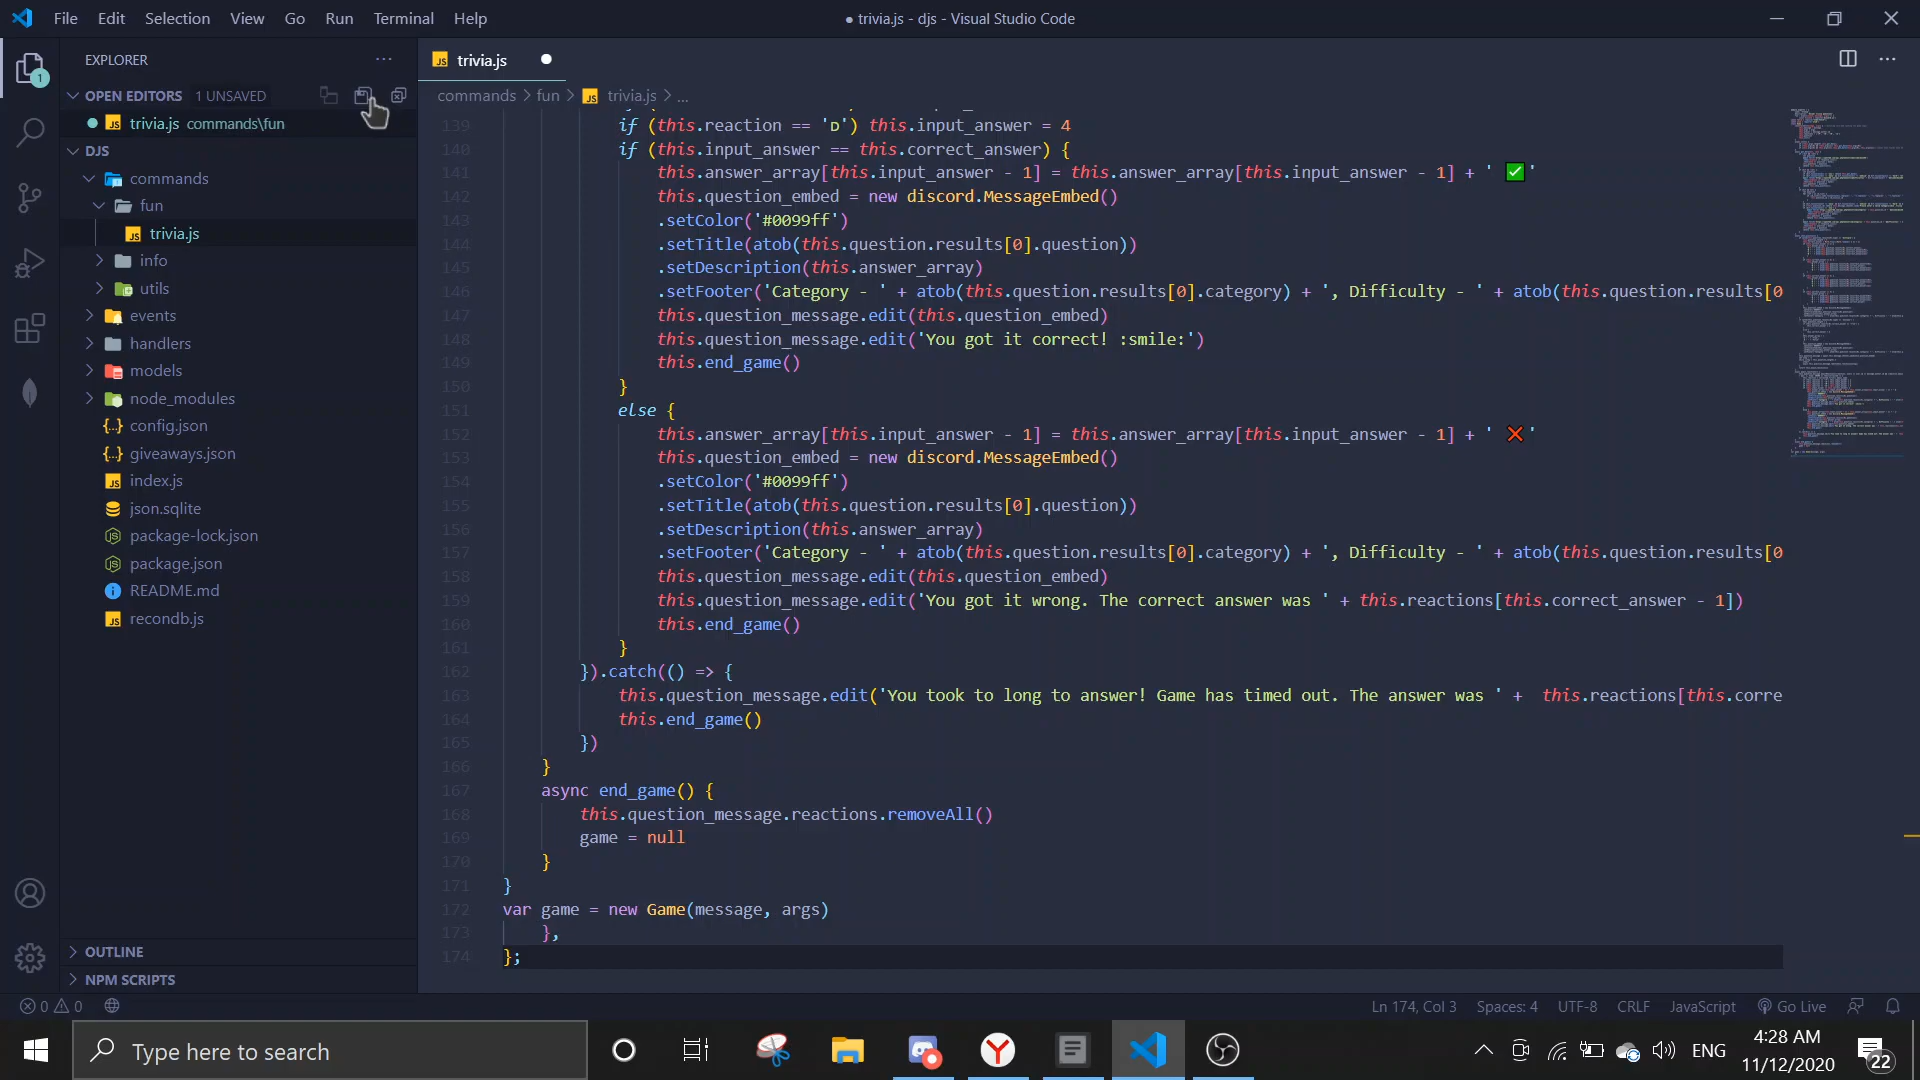 File Edit Selection View Go Run Terminal Help
● trivia.js - djs - Visual Studio Code
EXPLORER
OPEN EDITORS 1 UNSAVED
trivia.js commands\fun
DJS
commands
fun
trivia.js
info
utils
events
handlers
models
node_modules
config.json
giveaways.json
index.js
json.sqlite
package-lock.json
package.json
README.md
recondb.js
OUTLINE
NPM SCRIPTS
trivia.js
commands > fun > trivia.js > ...
139 if (this.reaction == 'ᴅ') this.input_answer = 4
140 if (this.input_answer == this.correct_answer) {
141 this.answer_array[this.input_answer - 1] = this.answer_array[this.input_answer - 1] + ' ✅'
142 this.question_embed = new discord.MessageEmbed()
143 .setColor('#0099ff')
144 .setTitle(atob(this.question.results[0].question))
145 .setDescription(this.answer_array)
146 .setFooter('Category - ' + atob(this.question.results[0].category) + ', Difficulty - ' + atob(this.question.results[0
147 this.question_message.edit(this.question_embed)
148 this.question_message.edit('You got it correct! :smile:')
149 this.end_game()
150 }
151 else {
152 this.answer_array[this.input_answer - 1] = this.answer_array[this.input_answer - 1] + ' ❌'
153 this.question_embed = new discord.MessageEmbed()
154 .setColor('#0099ff')
155 .setTitle(atob(this.question.results[0].question))
156 .setDescription(this.answer_array)
157 .setFooter('Category - ' + atob(this.question.results[0].category) + ', Difficulty - ' + atob(this.question.results[0
158 this.question_message.edit(this.question_embed)
159 this.question_message.edit('You got it wrong. The correct answer was ' + this.reactions[this.correct_answer - 1])
160 this.end_game()
161 }
162 }).catch(() => {
163 this.question_message.edit('You took to long to answer! Game has timed out. The answer was ' +  this.reactions[this.corre
164 this.end_game()
165 })
166 }
167 async end_game() {
168 this.question_message.reactions.removeAll()
169 game = null
170 }
171 }
172 var game = new Game(message, args)
173 },
174 };
0 0
Ln 174, Col 3 Spaces: 4 UTF-8 CRLF JavaScript Go Live
Type here to search
ENG
4:28 AM
11/12/2020
22